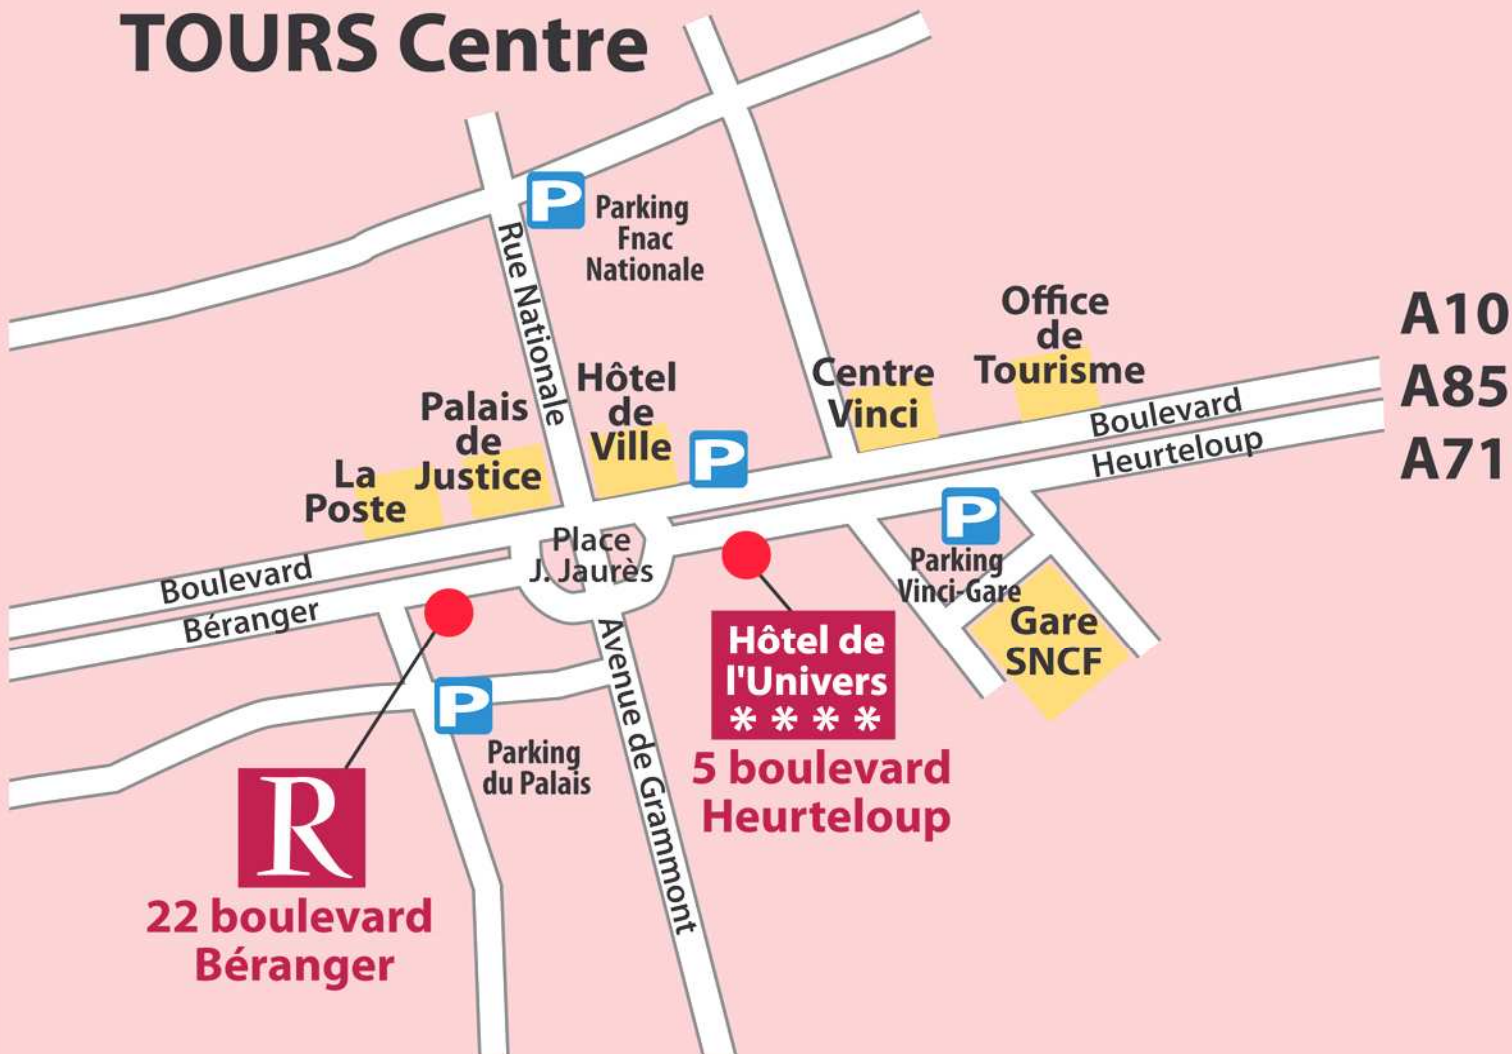 TOURS Centre
P
Parking
Fnac
Nationale
Rue Nationale
Office
de
Tourisme
A10
A85
A71
Centre
Vinci
Hôtel
de
Ville
P
Palais
de
Justice
La
Poste
Boulevard
Heurteloup
Place
J. Jaurès
Boulevard
Béranger
P
Parking
Vinci-Gare
Gare
SNCF
Hôtel de
l'Univers
* * * *
5 boulevard
Heurteloup
Avenue de Grammont
P
Parking
du Palais
R
22 boulevard
Béranger